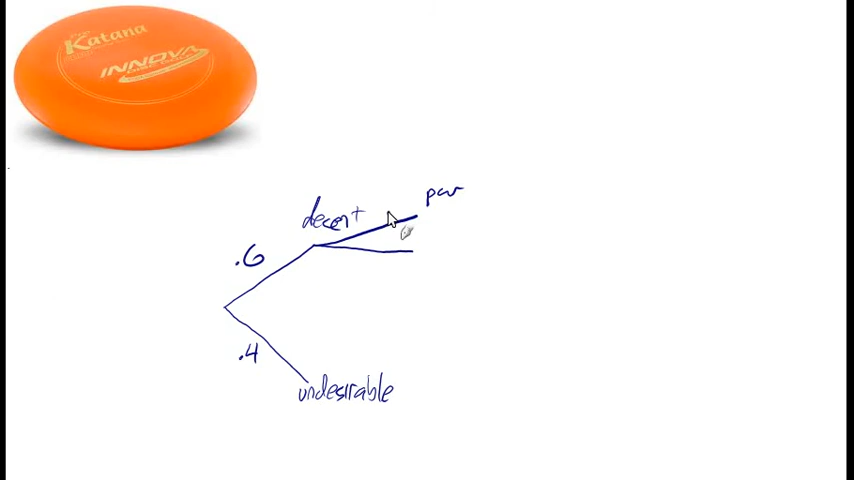 Katana
INNOVA
par
decent
.6
.4
undesirable